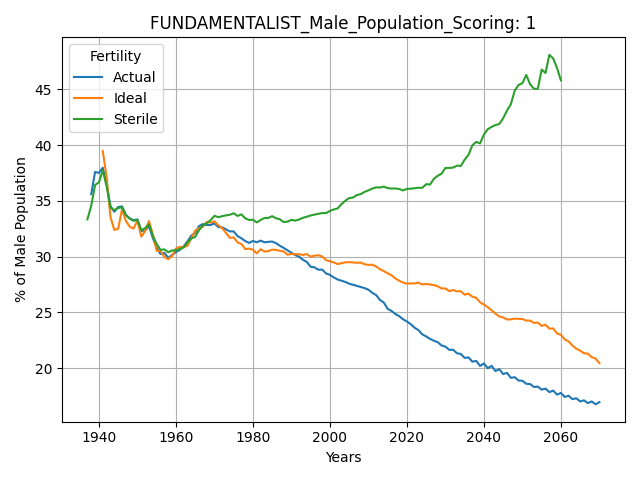 FUNDAMENTALIST_Male_Population_Scoring: 1
Fertility
Actual
Ideal
Sterile
% of Male Population
45
40
35
30
25
20
1940 1960 1980 2000 2020 2040 2060
Years